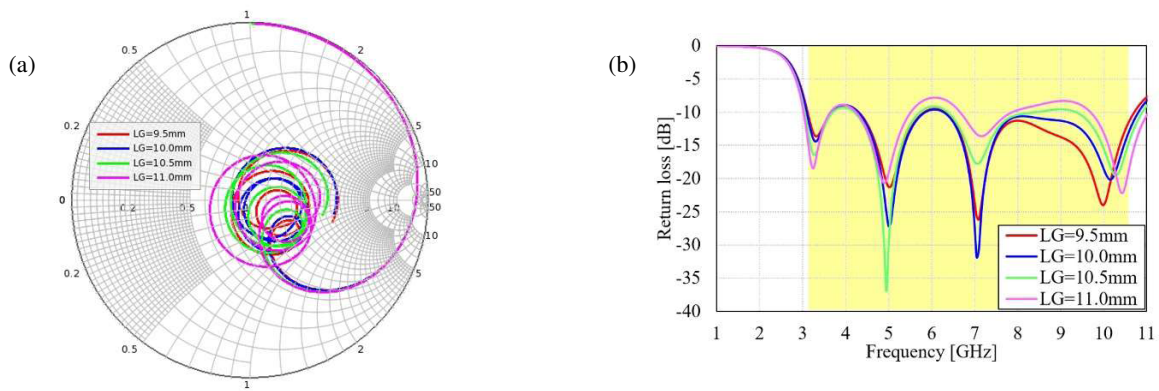 (a)
1
0.5
2
0.2
5
LG=9.5mm
LG=10.0mm
LG=10.5mm
LG=11.0mm
10
50
0
0.2
0.5
1
2
50
10
0.2
5
0.5
2
1
(b)
0
-5
-10
-15
-20
-25
-30
-35
-40
Return loss [dB]
LG=9.5mm
LG=10.0mm
LG=10.5mm
LG=11.0mm
1 2 3 4 5 6 7 8 9 10 11
Frequency [GHz]